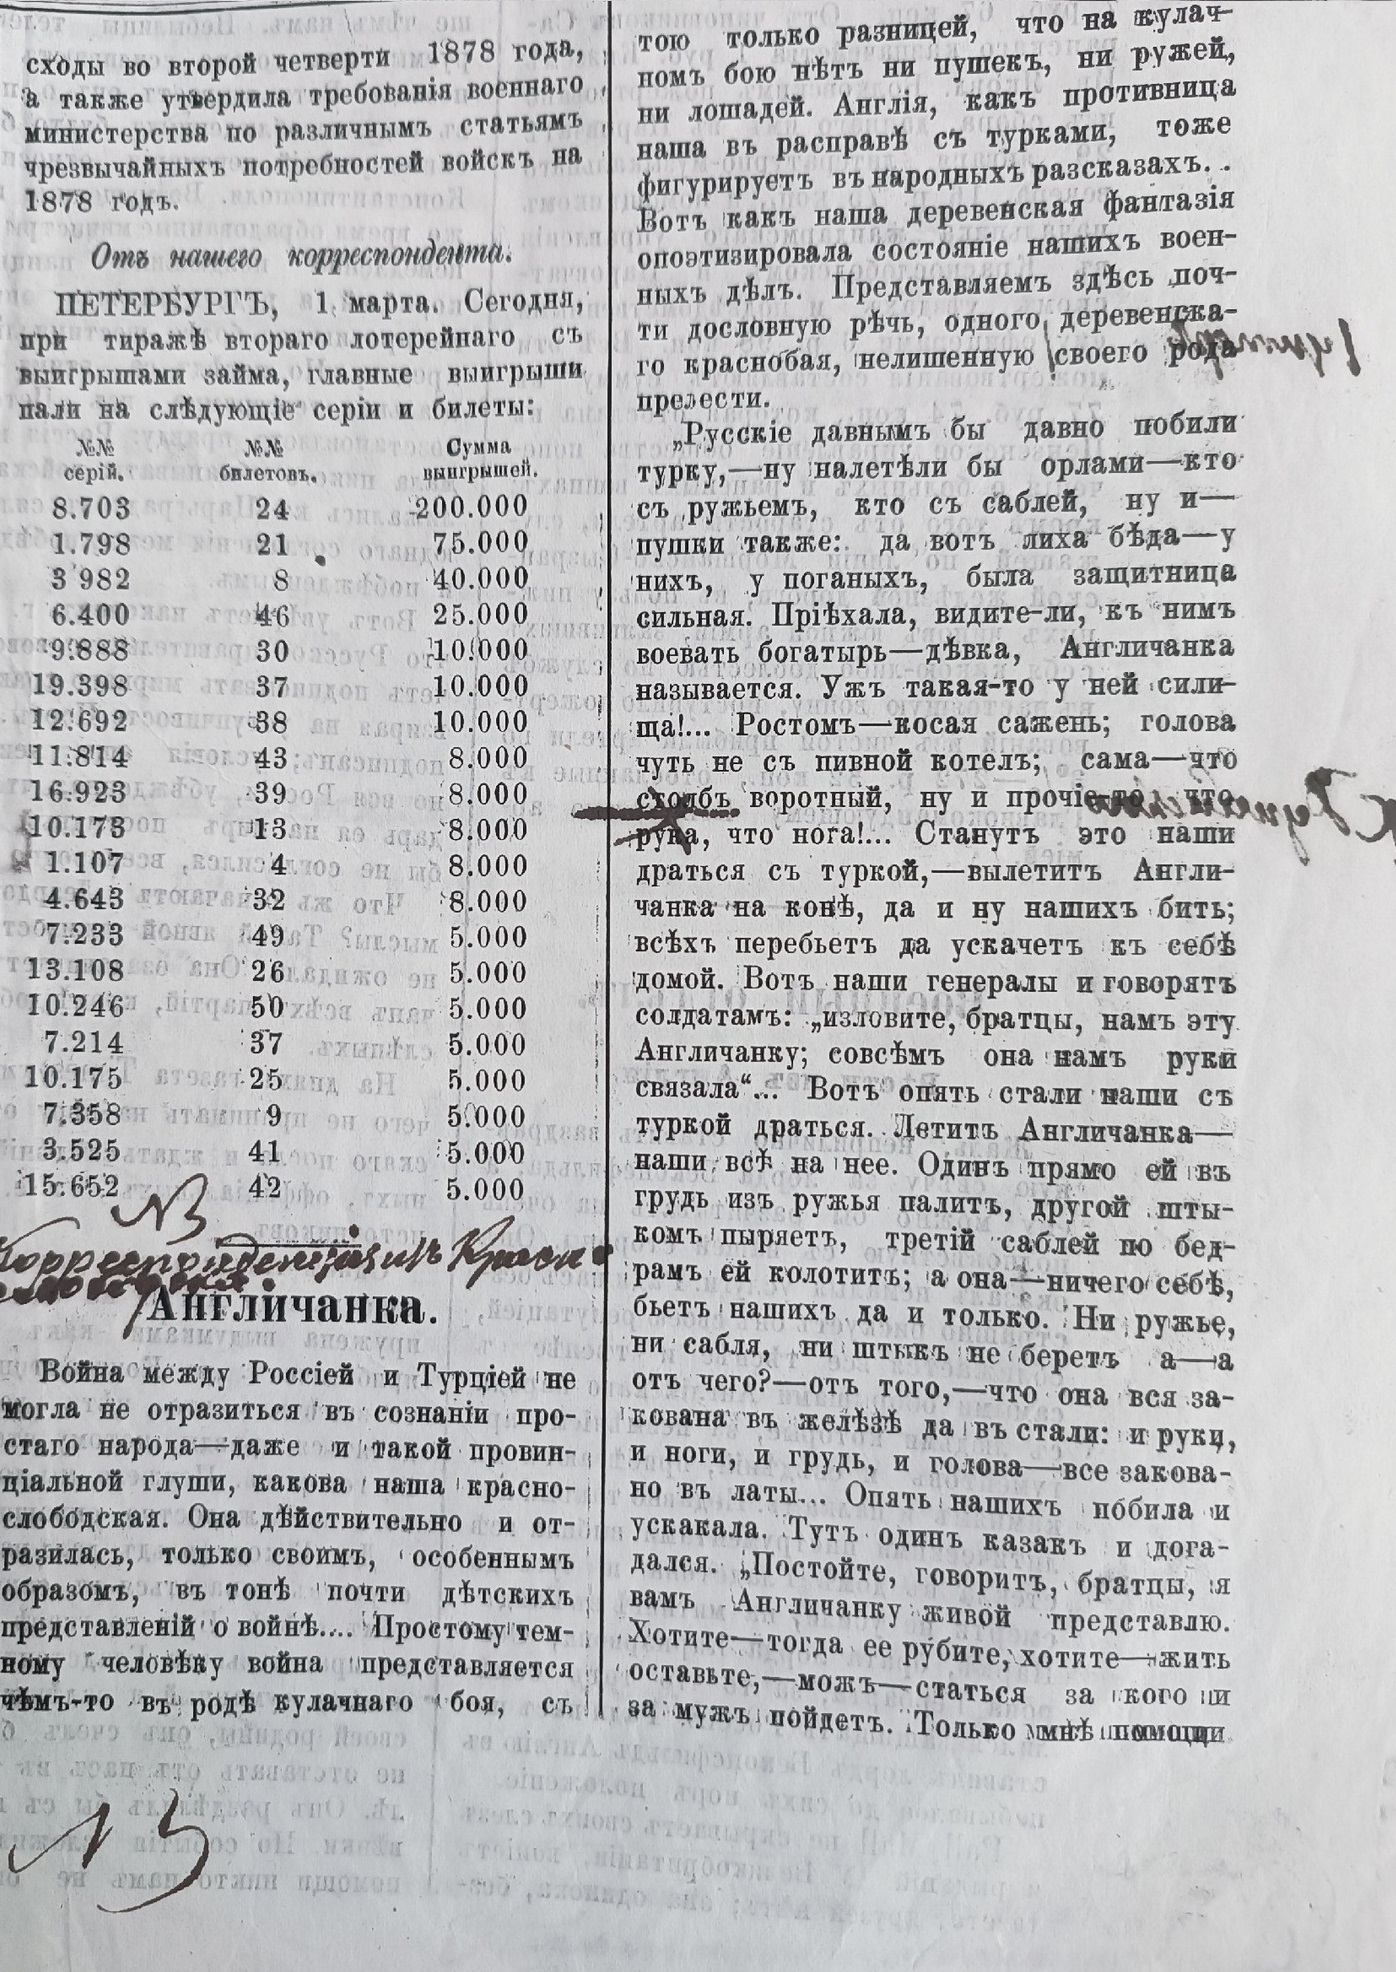 сходы во второй четверти 1878 года,
а также утвердила требованія военнаго
министерства по различнымъ статьямъ
чрезвычайныхъ потребностей войскъ на
1878 годъ.
Отъ нашего корреспондента.
ПЕТЕРБУРГЪ, 1 марта. Сегодня,
при тиражѣ втораго лотерейнаго съ
выигрышами займа, главные выигрыши
пали на слѣдующіе серіи и билеты:
№№ №№ Сумма
серій. билетовъ. выигрышей.
8.703 24 200.000
1.798 21 75.000
3 982 8 40.000
6.400 46 25.000
9.888 30 10.000
19.398 37 10.000
12.692 38 10.000
11.814 43 8.000
16.923 39 8.000
10.173 13 8.000
1.107 4 8.000
4.643 32 8.000
7.233 49 5.000
13.108 26 5.000
10.246 50 5.000
7.214 37 5.000
10.175 25 5.000
7.358 9 5.000
3.525 41 5.000
15.652 42 5.000
NB
Корреспонденція изъ Красно
Англичанка.
Война между Россіей и Турціей не
могла не отразиться въ сознаніи про-
стаго народа—даже и такой провин-
ціальной глуши, какова наша красно-
слободская. Она дѣйствительно и от-
разилась, только своимъ, особеннымъ
образомъ, въ тонѣ почти дѣтскихъ
представленій о войнѣ.... Простому тем-
ному человѣку война представляется
чѣмъ-то въ родѣ кулачнаго боя, съ
NB
тою только разницей, что на кулач-
номъ бою нѣтъ ни пушекъ, ни ружей,
ни лошадей. Англія, какъ противница
наша въ расправѣ съ турками, тоже
фигурируетъ въ народныхъ разсказахъ. .
Вотъ какъ наша деревенская фантазія
опоэтизировала состояніе нашихъ воен-
ныхъ дѣлъ. Представляемъ здѣсь поч-
ти дословную рѣчь, одного деревенска-
го краснобая, нелишенную своего рода
прелести.
„Русскіе давнымъ бы давно побили
турку,—ну налетѣли бы орлами—кто
съ ружьемъ, кто съ саблей, ну и—
пушки также: да вотъ лиха бѣда—у
нихъ, у поганыхъ, была защитница
сильная. Пріѣхала, видите-ли, къ нимъ
воевать богатырь—дѣвка, Англичанка
называется. Ужъ такая-то у ней сили-
ща!... Ростомъ—косая сажень; голова
чуть не съ пивной котелъ; сама—что
столбъ воротный, ну и прочіе-то, что
рука, что нога!... Станутъ это наши
драться съ туркой,—вылетитъ Англи-
чанка на конѣ, да и ну нашихъ бить;
всѣхъ перебьетъ да ускачетъ къ себѣ
домой. Вотъ наши генералы и говорятъ
солдатамъ: „изловите, братцы, намъ эту
Англичанку; совсѣмъ она намъ руки
связала“... Вотъ опять стали наши съ
туркой драться. Летитъ Англичанка—
наши всѣ на нее. Одинъ прямо ей въ
грудь изъ ружья палитъ, другой шты-
комъ пыряетъ, третій саблей по бед-
рамъ ей колотитъ; а она—ничего себѣ,
бьетъ нашихъ да и только. Ни ружье,
ни сабля, ни штыкъ не беретъ а—а
отъ чего?—отъ того,—что она вся за-
кована въ желѣзѣ да въ стали: и руки,
и ноги, и грудь, и голова—все закова-
но въ латы... Опять нашихъ побила и
ускакала. Тутъ одинъ казакъ и дога-
дался. „Постойте, говоритъ, братцы, я
вамъ Англичанку живой представлю.
Хотите—тогда ее рубите, хотите—жить
оставьте,—можъ—статься за кого ни
за мужъ пойдетъ. Только мнѣ помощи